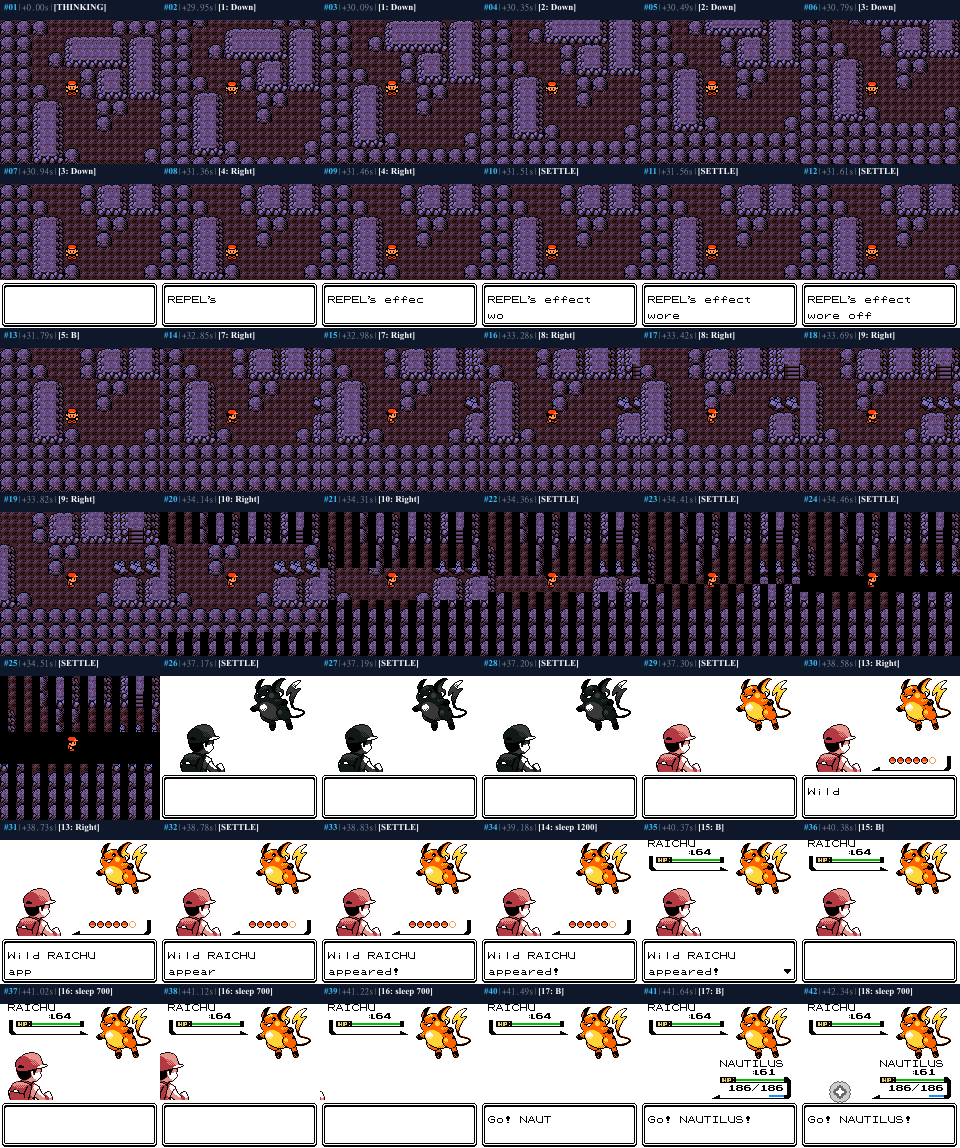 #01|+0.00s|[THINKING]
#02|+29.95s|[1: Down]
#03|+30.09s|[1: Down]
#04|+30.35s|[2: Down]
#05|+30.49s|[2: Down]
#06|+30.79s|[3: Down]
#07|+30.94s|[3: Down]
#08|+31.36s|[4: Right]
#09|+31.46s|[4: Right]
#10|+31.51s|[SETTLE]
#11|+31.56s|[SETTLE]
#12|+31.61s|[SETTLE]
REPEL's
REPEL's effec
REPEL's effect
wo
REPEL's effect
wore
REPEL's effect
wore off
#13|+31.79s|[5: B]
#14|+32.85s|[7: Right]
#15|+32.98s|[7: Right]
#16|+33.28s|[8: Right]
#17|+33.42s|[8: Right]
#18|+33.69s|[9: Right]
#19|+33.82s|[9: Right]
#20|+34.14s|[10: Right]
#21|+34.31s|[10: Right]
#22|+34.36s|[SETTLE]
#23|+34.41s|[SETTLE]
#24|+34.46s|[SETTLE]
#25|+34.51s|[SETTLE]
#26|+37.17s|[SETTLE]
#27|+37.19s|[SETTLE]
#28|+37.20s|[SETTLE]
#29|+37.30s|[SETTLE]
#30|+38.58s|[13: Right]
Wild
#31|+38.73s|[13: Right]
#32|+38.78s|[SETTLE]
#33|+38.83s|[SETTLE]
#34|+39.18s|[14: sleep 1200]
#35|+40.37s|[15: B]
#36|+40.38s|[15: B]
RAICHU
:L64
HP:
RAICHU
:L64
HP:
Wild RAICHU
app
Wild RAICHU
appear
Wild RAICHU
appeared!
Wild RAICHU
appeared!
Wild RAICHU
appeared!
#37|+41.02s|[16: sleep 700]
#38|+41.12s|[16: sleep 700]
#39|+41.22s|[16: sleep 700]
#40|+41.49s|[17: B]
#41|+41.64s|[17: B]
#42|+42.34s|[18: sleep 700]
RAICHU
:L64
HP:
RAICHU
:L64
HP:
RAICHU
:L64
HP:
RAICHU
:L64
HP:
Go! NAUT
RAICHU
:L64
HP:
NAUTILUS
:L61
HP:
186/186
Go! NAUTILUS!
RAICHU
:L64
HP:
NAUTILUS
:L61
HP:
186/186
Go! NAUTILUS!